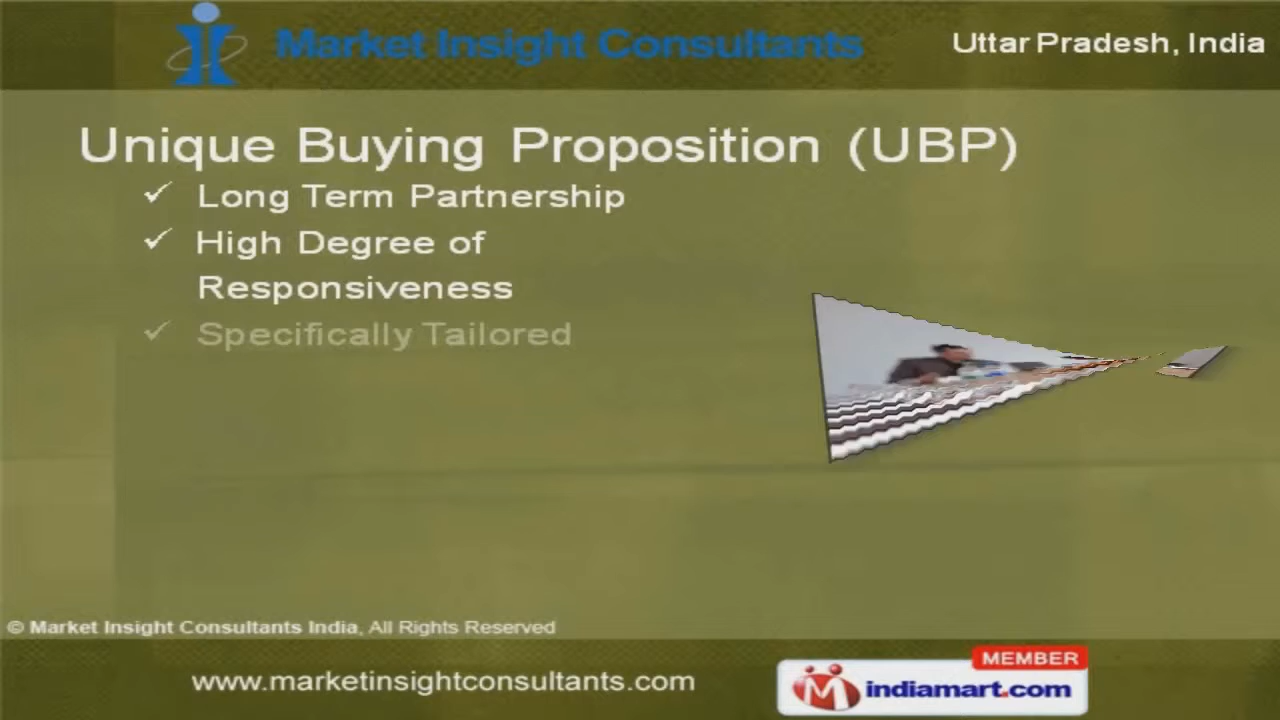 Market Insight Consultants
Uttar Pradesh, India
Unique Buying Proposition (UBP)
✓ Long Term Partnership
✓ High Degree of
Responsiveness
✓ Specifically Tailored
© Market Insight Consultants India, All Rights Reserved
www.marketinsightconsultants.com
MEMBER
indiamart.com